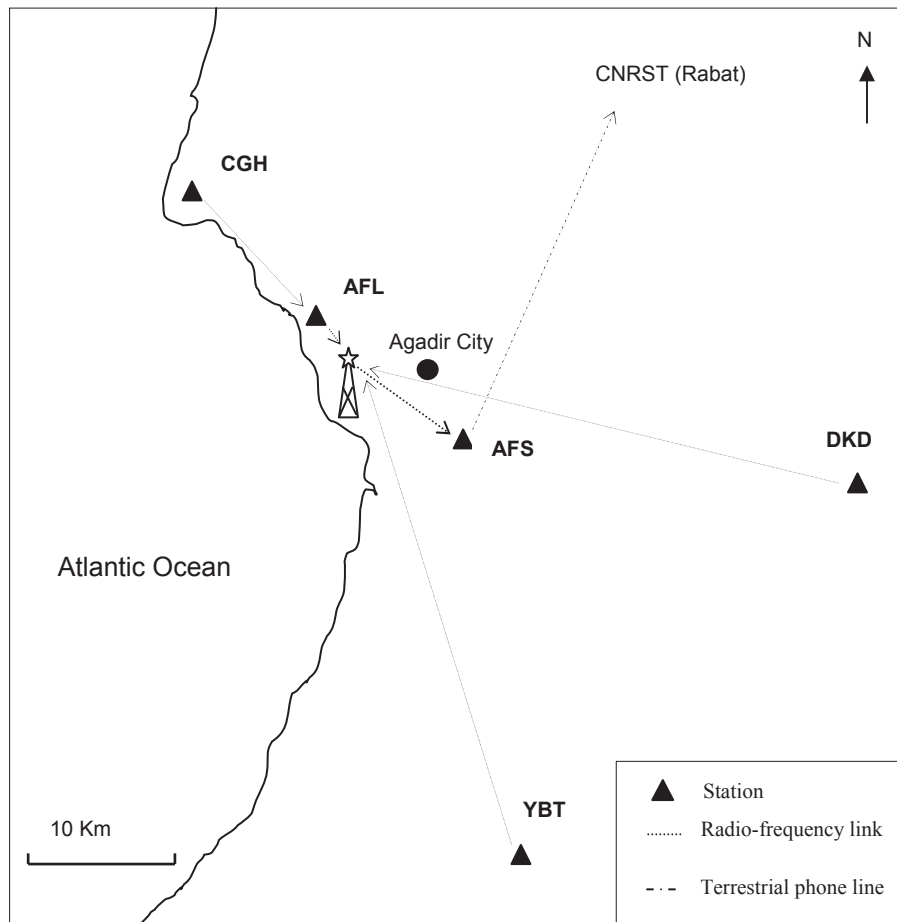 N
CNRST (Rabat)
CGH
AFL
Agadir City
AFS
DKD
Atlantic Ocean
YBT
10 Km
Station
Radio-frequency link
Terrestrial phone line